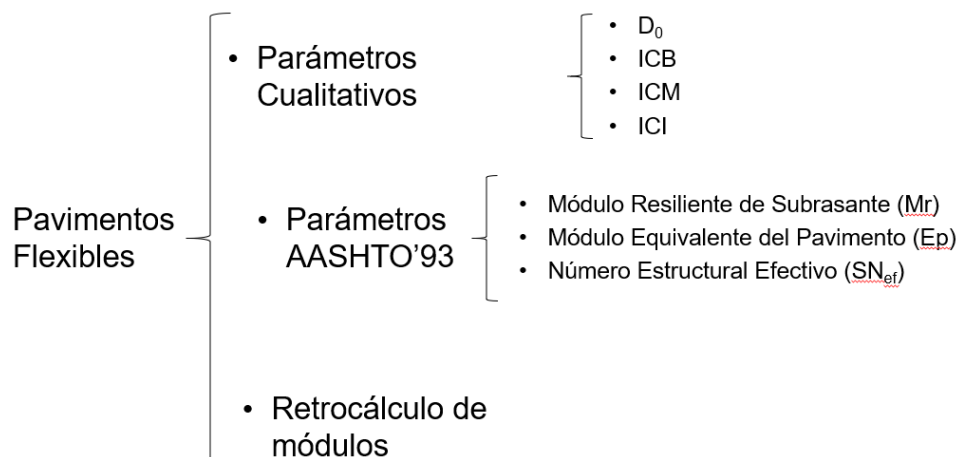 Pavimentos
Flexibles
• Parámetros
Cualitativos
• D₀
• ICB
• ICM
• ICI
• Parámetros
AASHTO’93
• Módulo Resiliente de Subrasante (Mr)
• Módulo Equivalente del Pavimento (Ep)
• Número Estructural Efectivo (SNef)
• Retrocálculo de
módulos